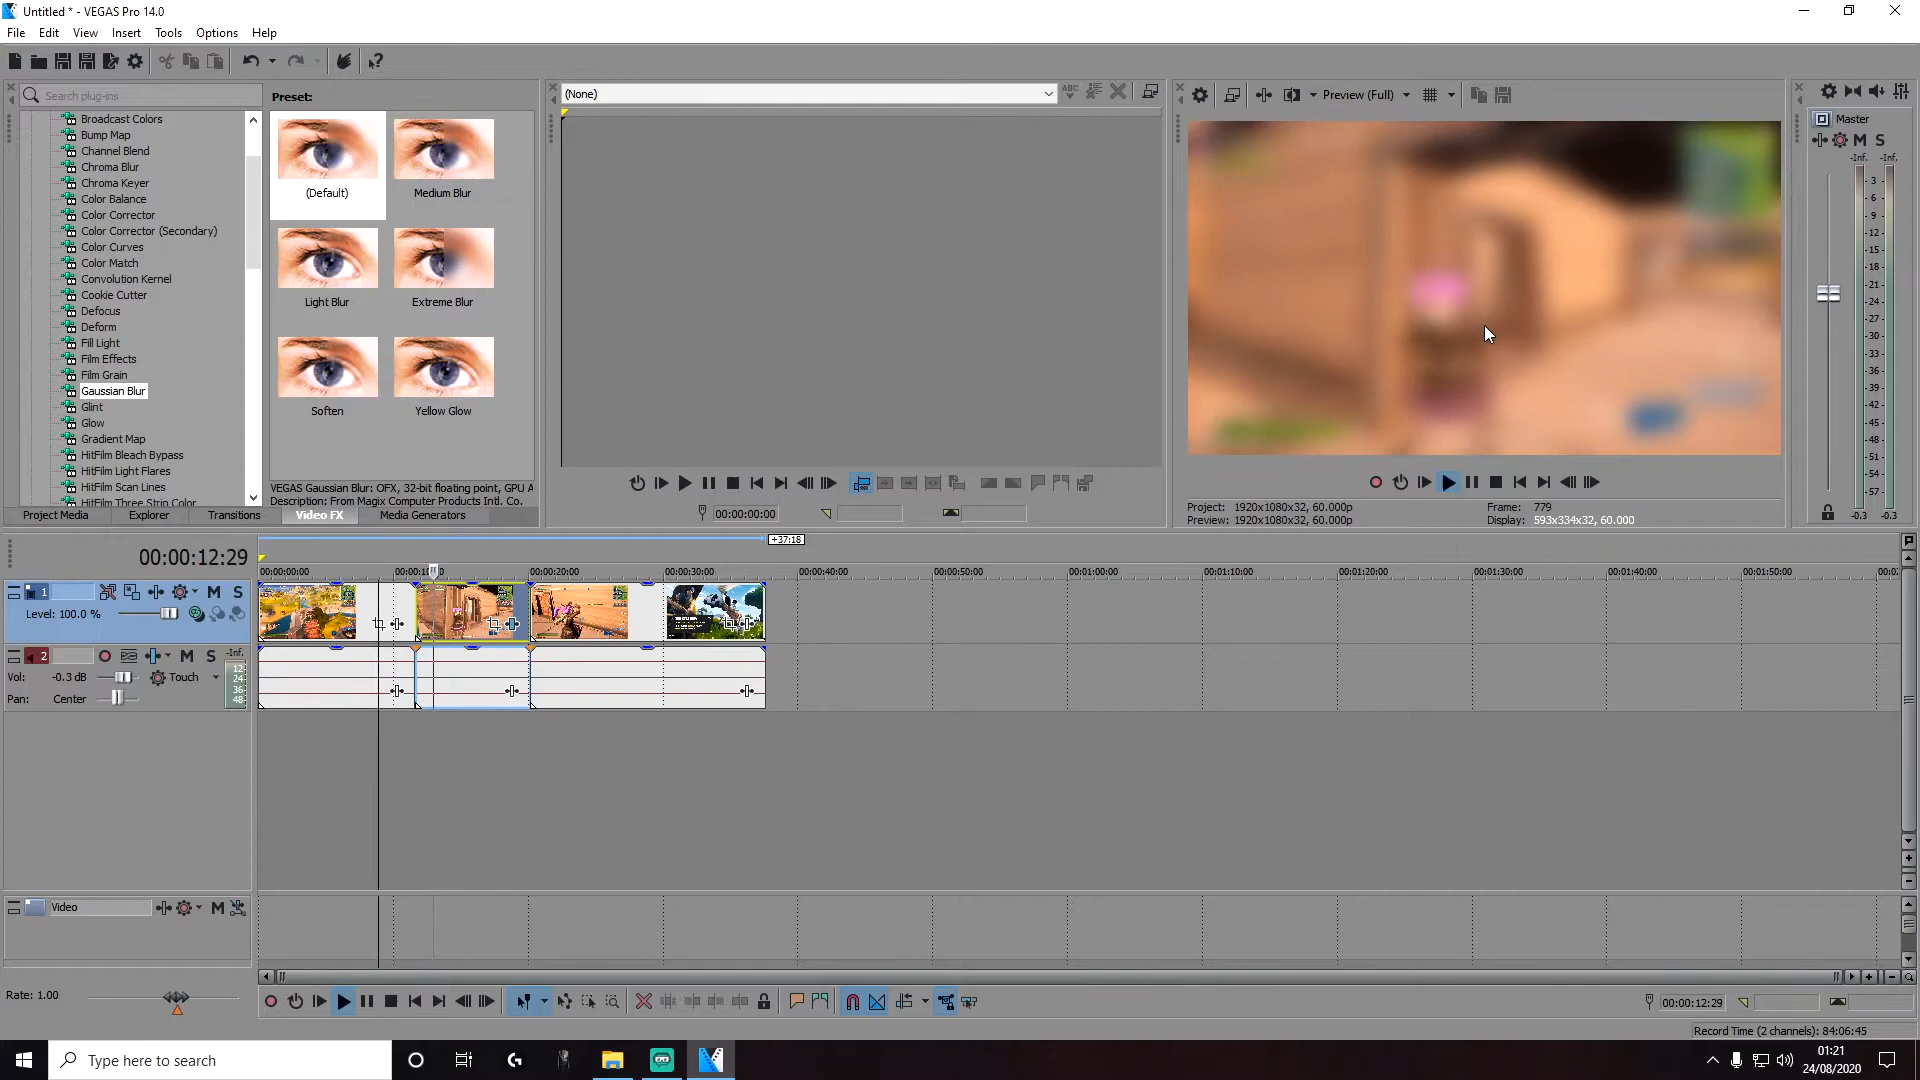 Untitled * - VEGAS Pro 14.0
File Edit View Insert Tools Options Help
Search plug-ins
Broadcast Colors
Bump Map
Channel Blend
Chroma Blur
Chroma Keyer
Color Balance
Color Corrector
Color Corrector (Secondary)
Color Curves
Color Match
Convolution Kernel
Cookie Cutter
Defocus
Deform
Fill Light
Film Effects
Film Grain
Gaussian Blur
Glint
Glow
Gradient Map
HitFilm Bleach Bypass
HitFilm Light Flares
HitFilm Scan Lines
HitFilm Three Strip Color
Preset:
(Default) Medium Blur
Light Blur Extreme Blur
Soften Yellow Glow
VEGAS Gaussian Blur: OFX, 32-bit floating point, GPU A
Description: From Magix Computer Products Intl. Co.
Project Media Explorer Transitions Video FX Media Generators
(None)
00:00:00:00
Preview (Full)
Project: 1920x1080x32, 60.000p
Preview: 1920x1080x32, 60.000p
Frame: 779
Display: 593x334x32, 60.000
Master
M S
-Inf. -Inf.
3
6
9
12
15
18
21
24
27
30
33
36
39
42
45
48
51
54
57
-0.3 -0.3
00:00:12:29
+37:18
00:00:00:00 00:00:10:00 00:00:20:00 00:00:30:00 00:00:40:00 00:00:50:00 00:01:00:00 00:01:10:00 00:01:20:00 00:01:30:00 00:01:40:00 00:01:50:00
1 M S
Level: 100.0 %
2 M S -Inf.
Vol: -0.3 dB Touch
Pan: Center
12
24
36
48
Video M
Rate: 1.00
00:00:12:29
Record Time (2 channels): 84:06:45
Type here to search
01:21
24/08/2020